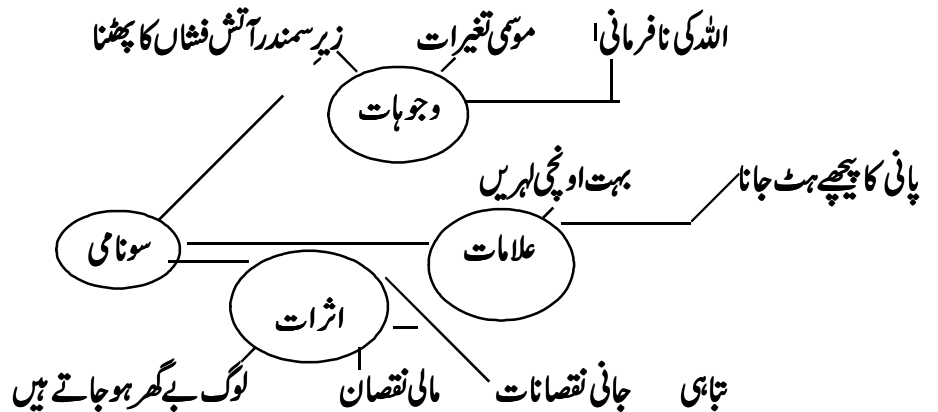 اللہ کی نافرمانی موسمی تغیرات زیرِ سمندر آتش فشاں کا پھٹنا
وجوہات
پانی کا پیچھے ہٹ جانا بہت اونچی لہریں
علامات سونامی
اثرات
تباہی جانی نقصانات مالی نقصان لوگ بے گھر ہو جاتے ہیں